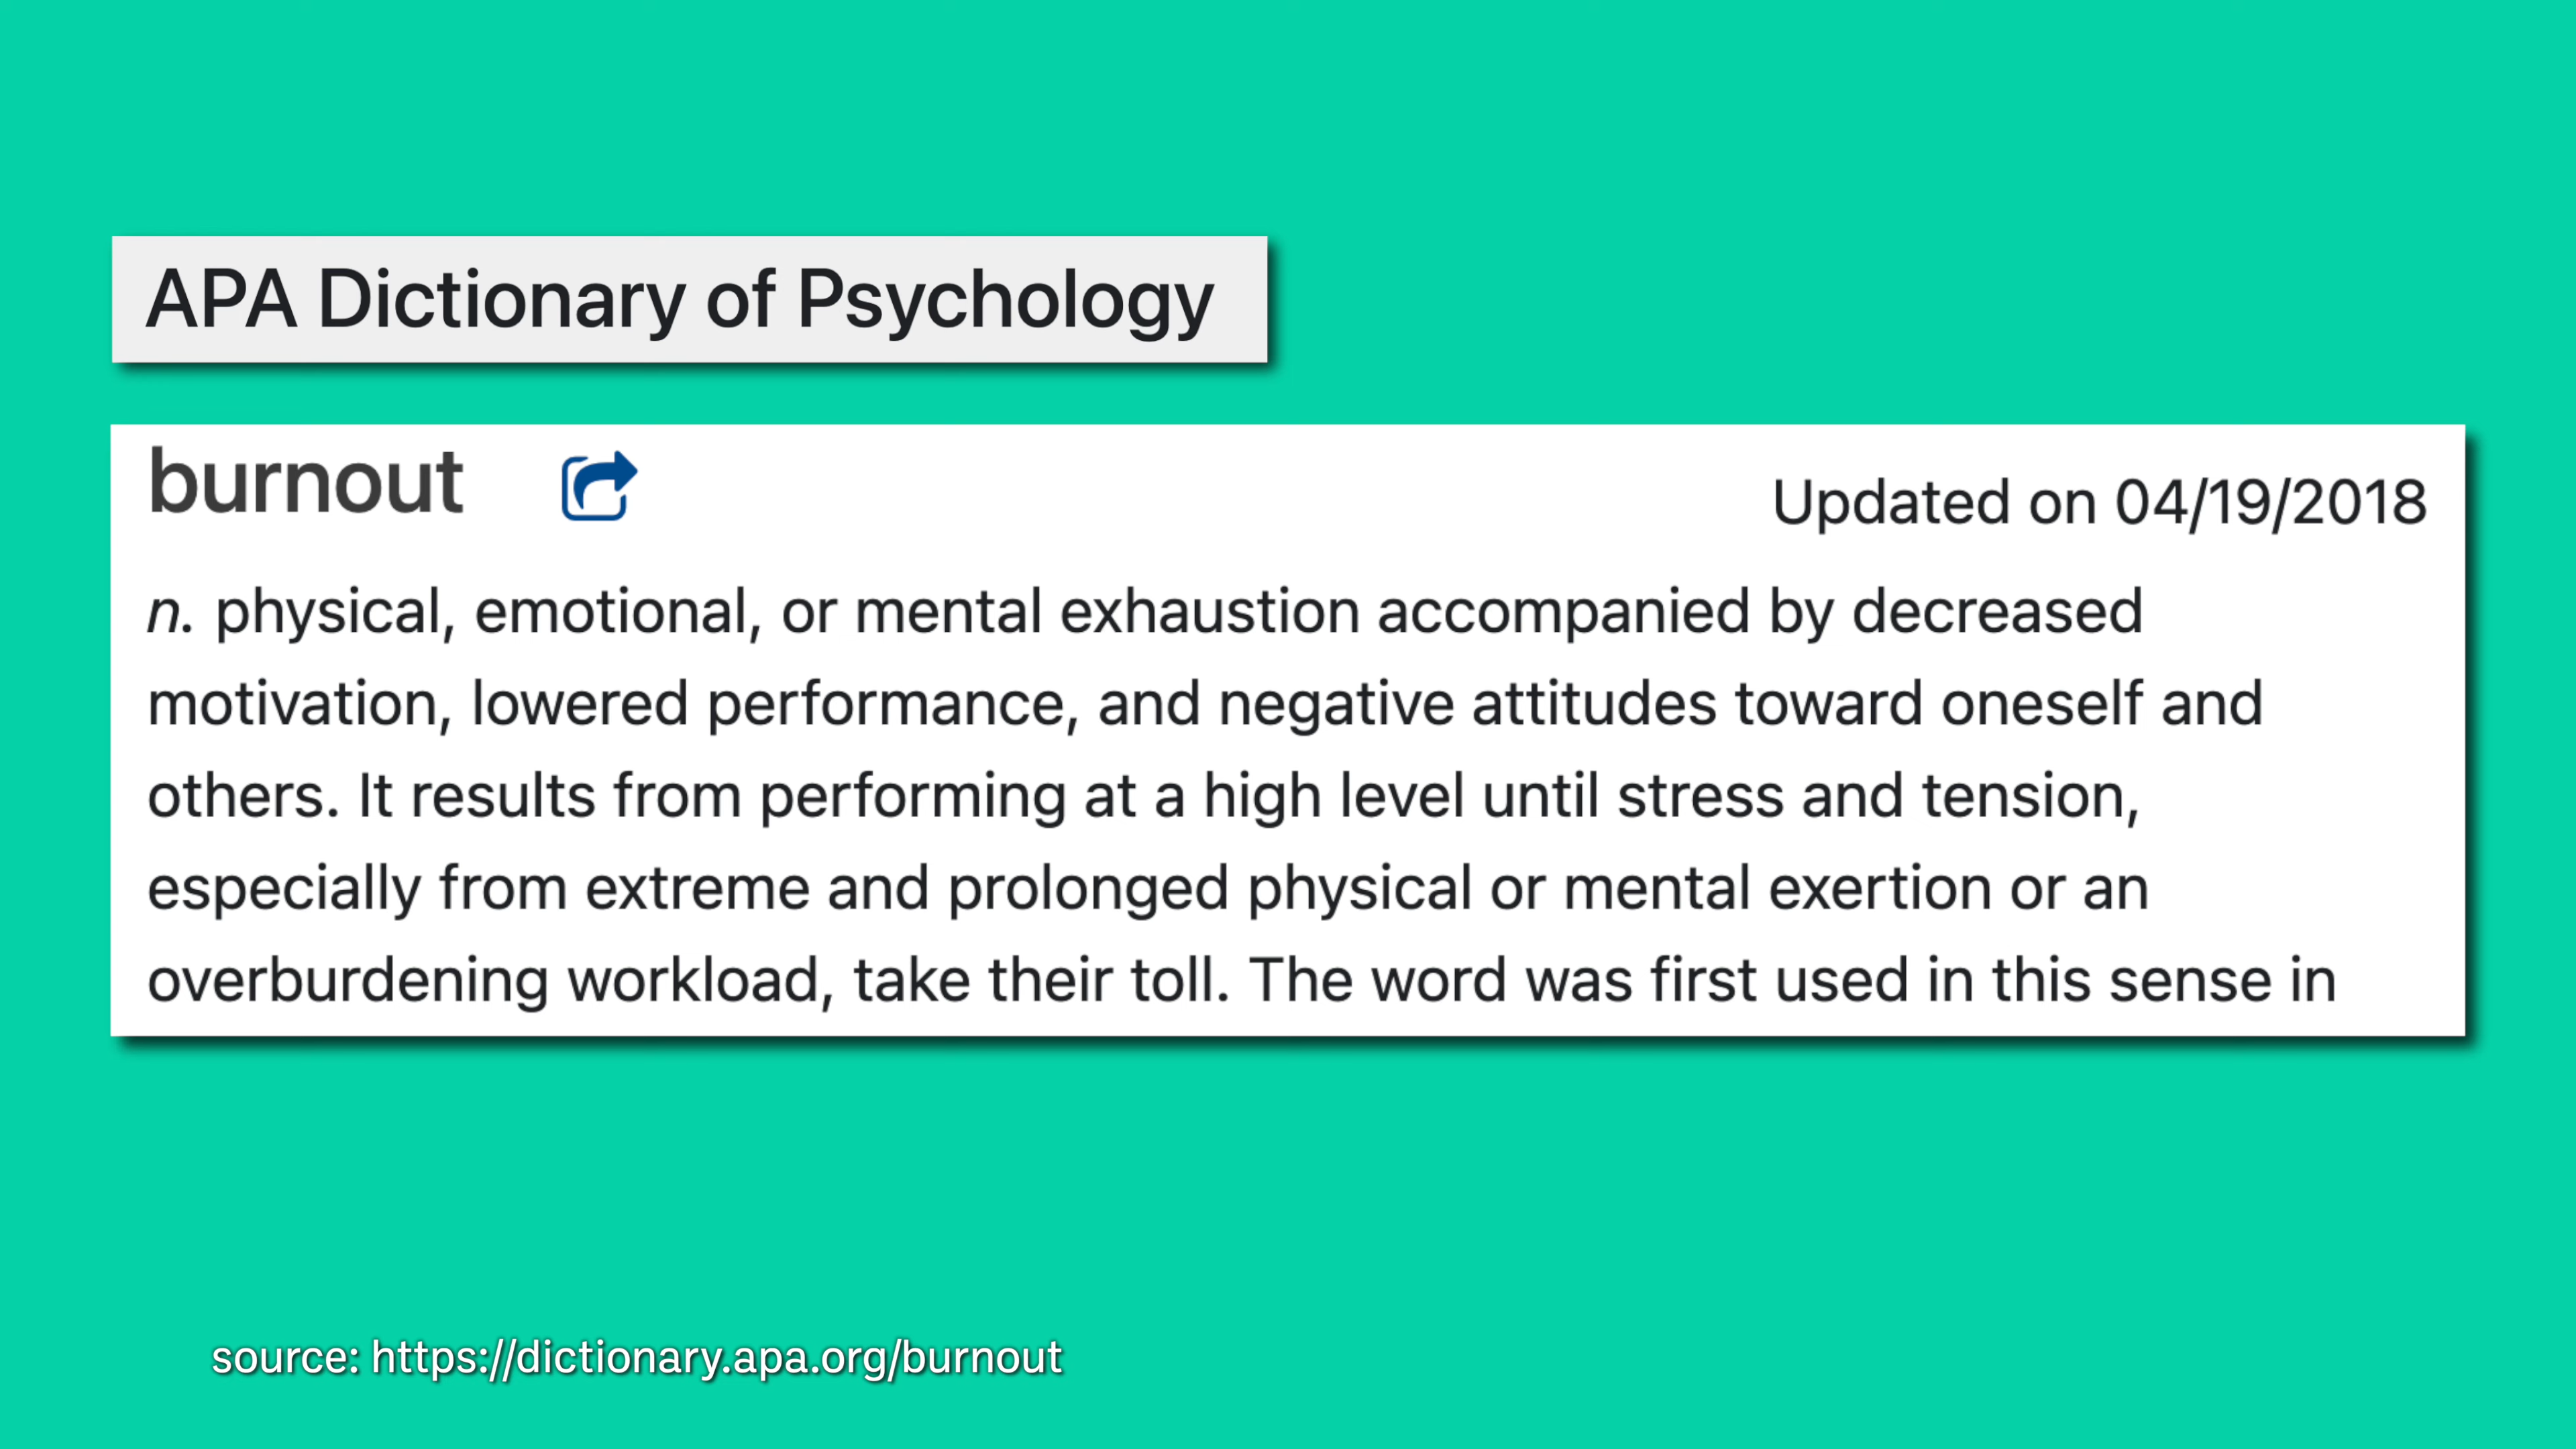 APA Dictionary of Psychology
burnout
Updated on 04/19/2018
n. physical, emotional, or mental exhaustion accompanied by decreased
motivation, lowered performance, and negative attitudes toward oneself and
others. It results from performing at a high level until stress and tension,
especially from extreme and prolonged physical or mental exertion or an
overburdening workload, take their toll. The word was first used in this sense in
source: https://dictionary.apa.org/burnout